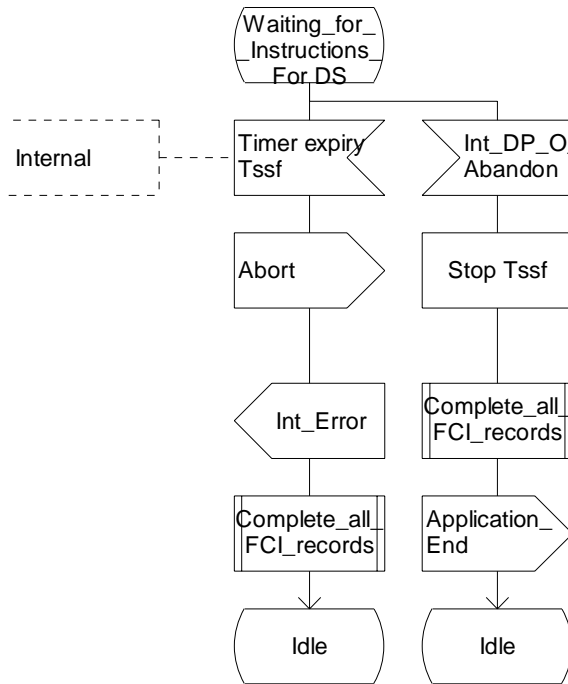 Waiting_for_
_Instructions_
For DS
Internal
Timer expiry
Tssf
Int_DP_O_
Abandon
Abort
Stop Tssf
Int_Error
Complete_all_
FCI_records
Complete_all_
FCI_records
Application_
End
Idle
Idle